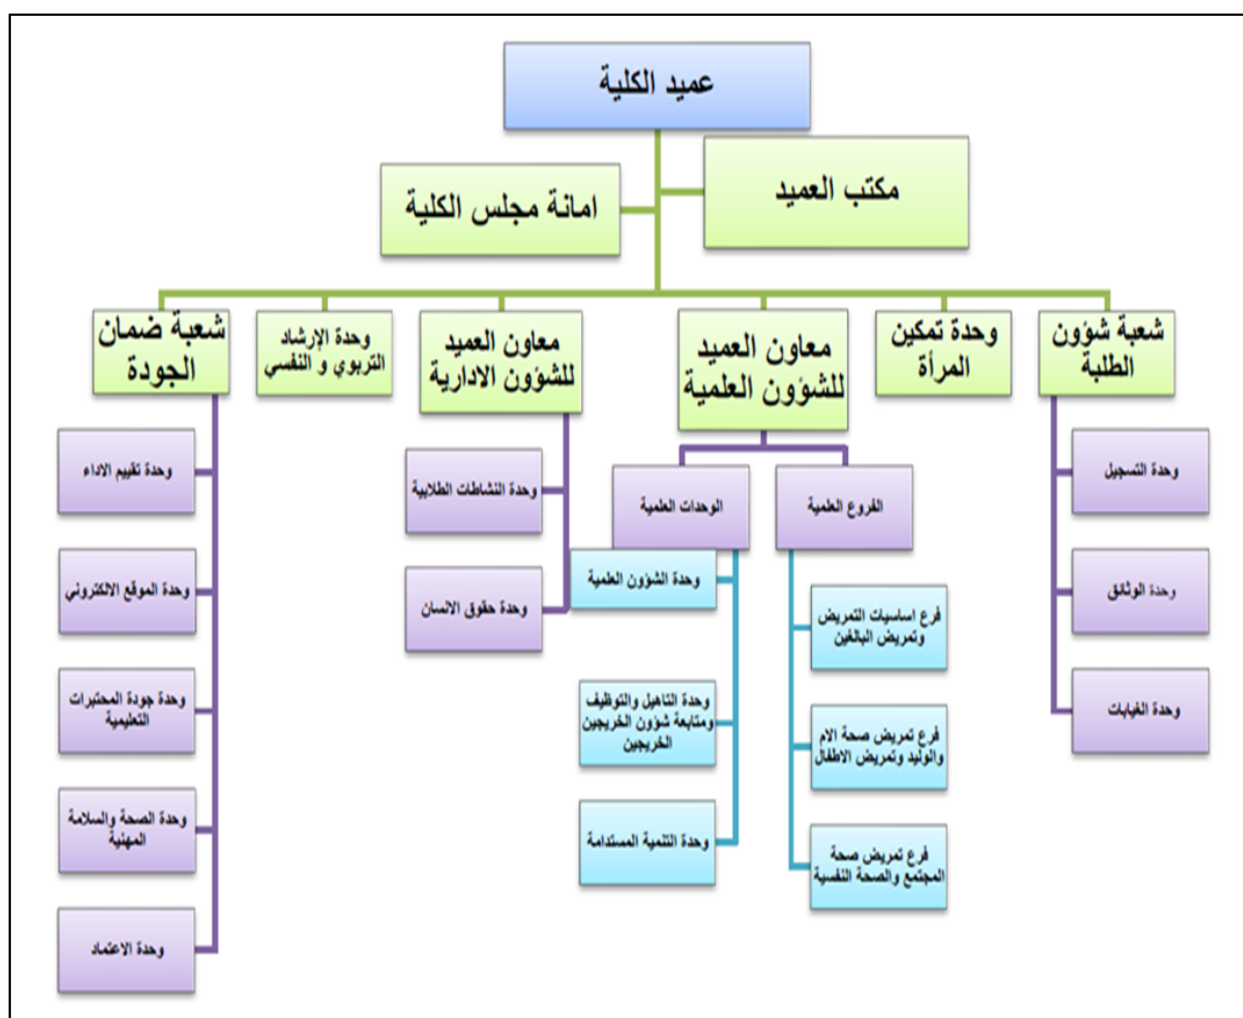 عميد الكلية
مكتب العميد
امانة مجلس الكلية
شعبة شؤون
الطلبة
وحدة التسجيل
وحدة الوثائق
وحدة الغيابات
وحدة تمكين
المرأة
معاون العميد
للشؤون العلمية
الفروع العلمية
فرع اساسيات التمريض
وتمريض البالغين
فرع تمريض صحة الام
والوليد وتمريض الاطفال
فرع تمريض صحة
المجتمع والصحة النفسية
الوحدات العلمية
وحدة الشؤون العلمية
وحدة التاهيل والتوظيف
ومتابعة شؤون الخريجين
الخريجين
وحدة التنمية المستدامة
معاون العميد
للشؤون الادارية
وحدة النشاطات الطلابية
وحدة حقوق الانسان
وحدة الإرشاد
التربوي و النفسي
شعبة ضمان
الجودة
وحدة تقييم الاداء
وحدة الموقع الالكتروني
وحدة جودة المختبرات
التعليمية
وحدة الصحة والسلامة
المهنية
وحدة الاعتماد